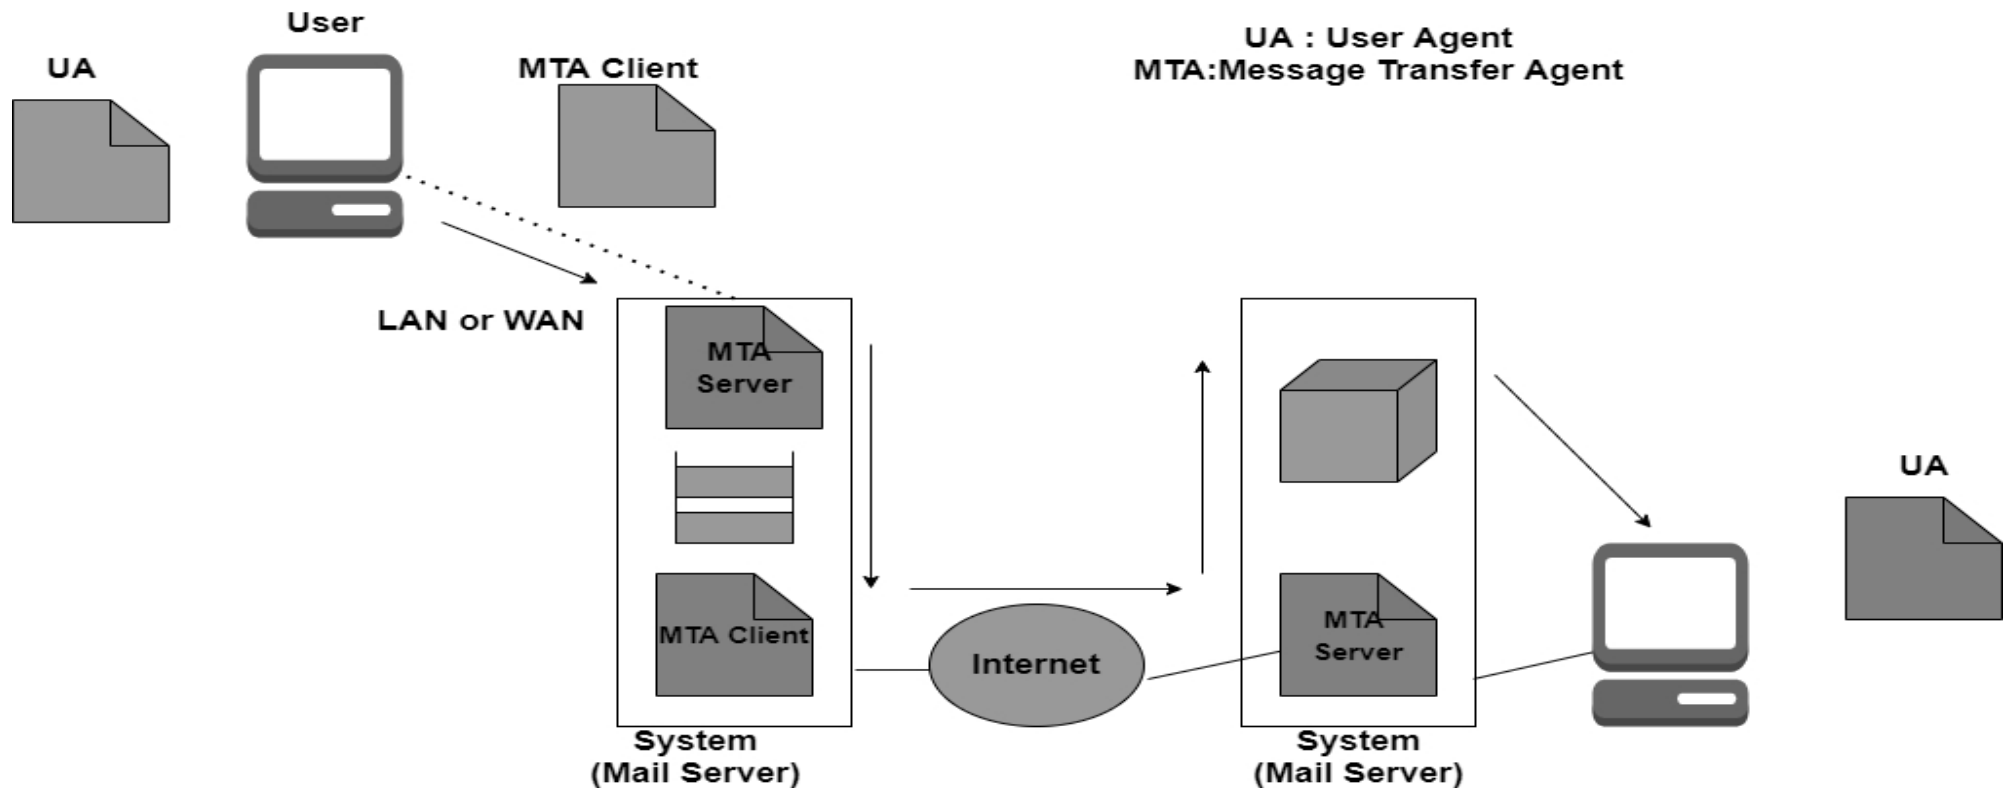 User
UA : User Agent
UA
MTA Client
MTA:Message Transfer Agent
LAN or WAN
MTA
Server
UA
MTA Client
MTA
Server
Internet
System
(Mail Server)
System
(Mail Server)